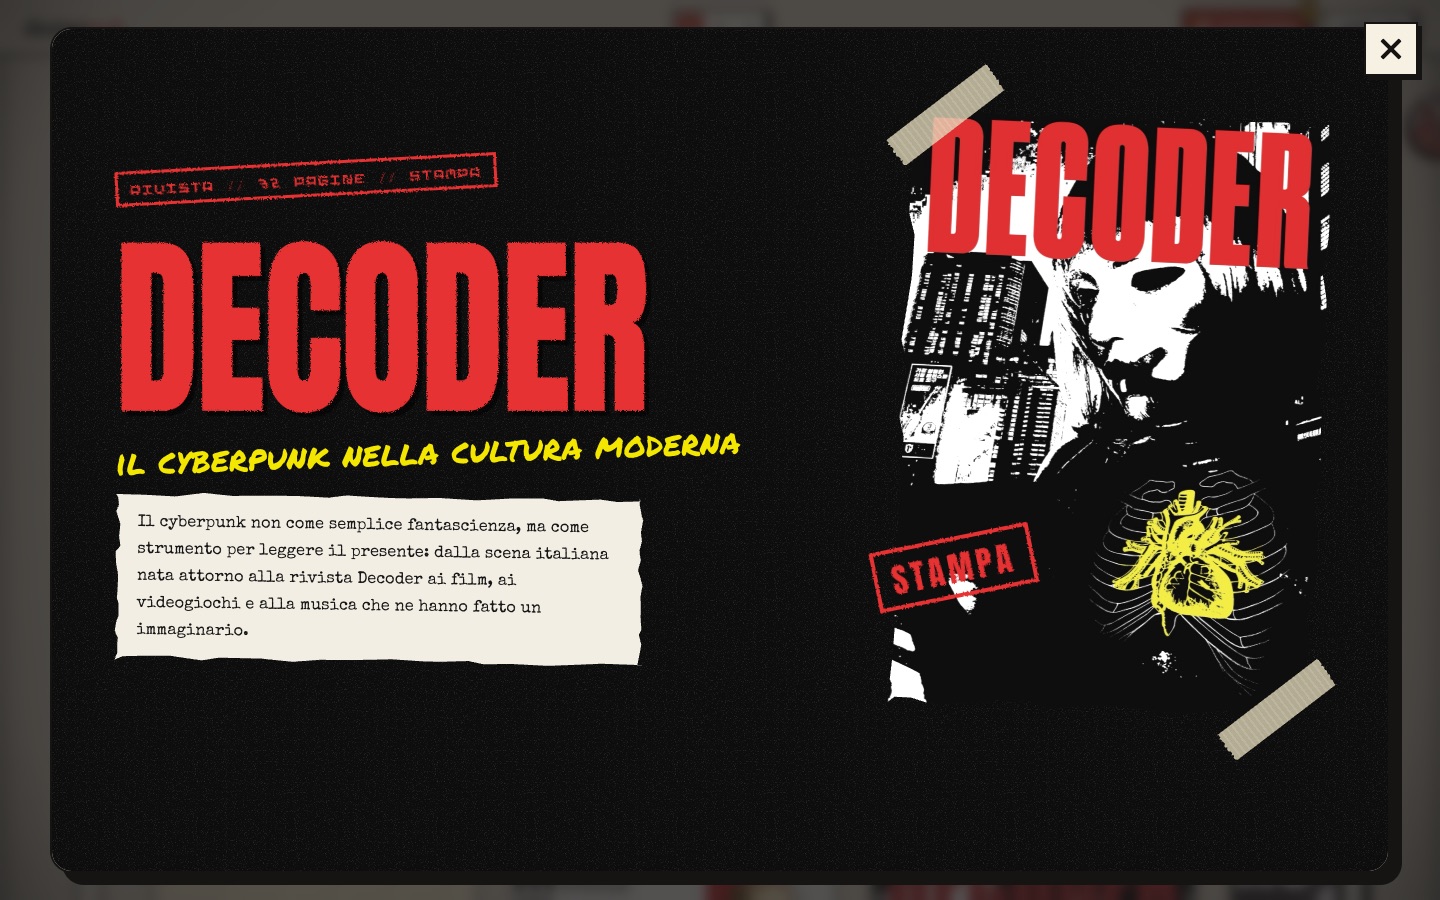 RIVISTA // 32 PAGINE // STAMPA
DECODER
IL CYBERPUNK NELLA CULTURA MODERNA
Il cyberpunk non come semplice fantascienza, ma come
strumento per leggere il presente: dalla scena italiana
nata attorno alla rivista Decoder ai film, ai
videogiochi e alla musica che ne hanno fatto un
immaginario.
DECODER
STAMPA